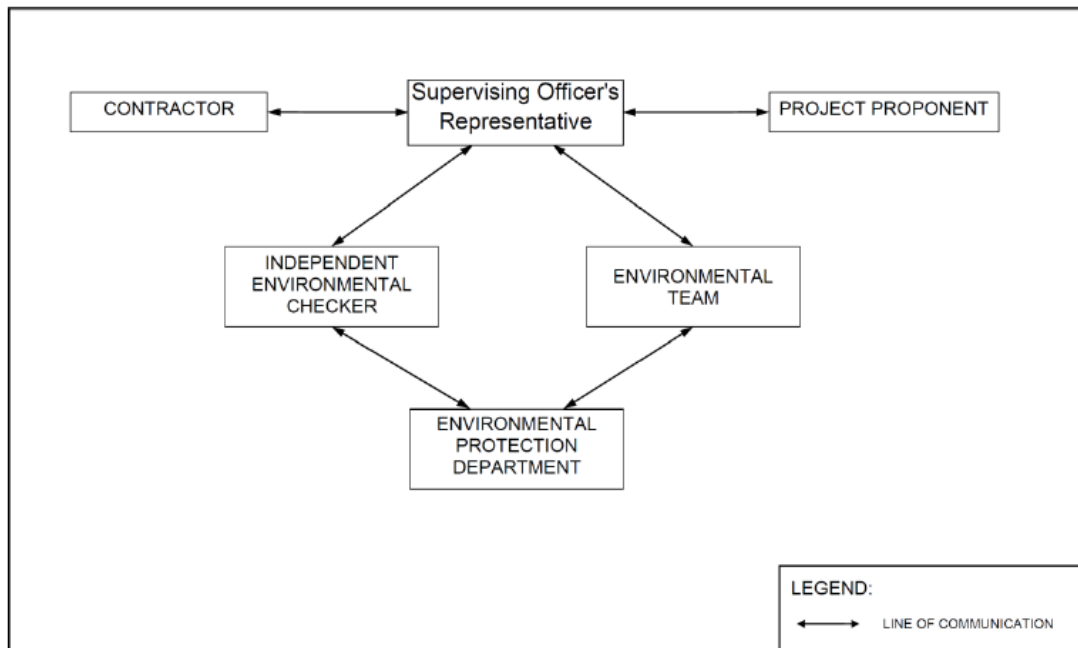 CONTRACTOR
Supervising Officer's
Representative
PROJECT PROPONENT
INDEPENDENT
ENVIRONMENTAL
CHECKER
ENVIRONMENTAL
TEAM
ENVIRONMENTAL
PROTECTION
DEPARTMENT
LEGEND:
LINE OF COMMUNICATION